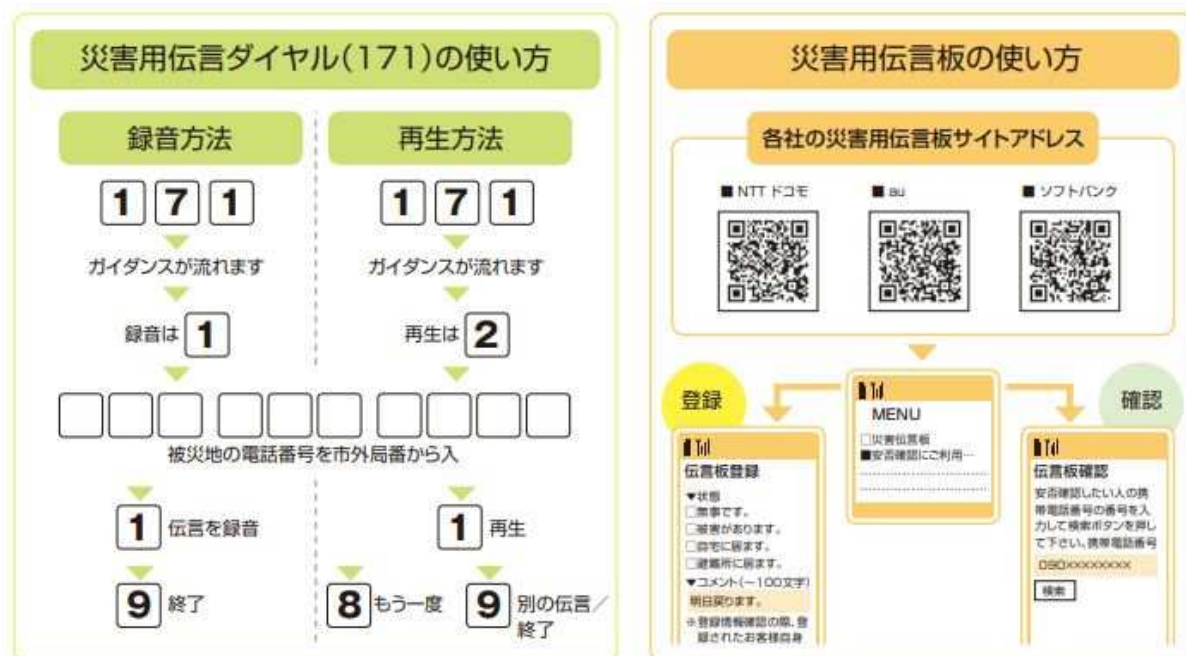 災害用伝言ダイヤル(171)の使い方
録音方法
171
ガイダンスが流れます
録音は 1
再生方法
171
ガイダンスが流れます
再生は 2
被災地の電話番号を市外局番から入
1 伝言を録音
9 終了
1 再生
8 もう一度
9 別の伝言/
終了
災害用伝言板の使い方
各社の災害用伝言板サイトアドレス
■ NTT ドコモ
■ au
■ ソフトバンク
MENU
□災害伝言板
■安否確認にご利用…
登録
伝言板登録
▼状態
□無事です。
□被害があります。
□自宅に居ます。
□避難所に居ます。
▼コメント(~100文字)
明日戻ります。
※登録情報確認の際、登
録されたお客様自身
確認
伝言板確認
安否確認したい人の携
帯電話番号の番号を入
力して検索ボタンを押し
て下さい。携帯電話番号
090××××××××
検索